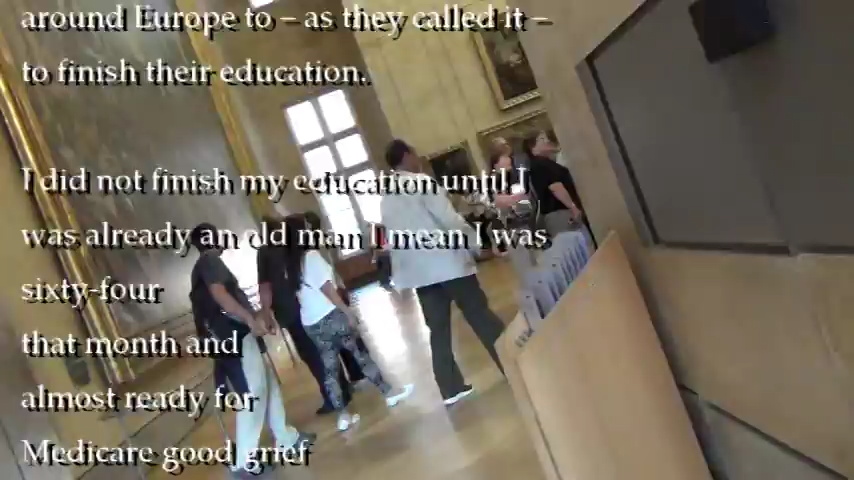 around Europe to – as they called it –
to finish their education.
I did not finish my education until I
was already an old man I mean I was
sixty-four
that month and
almost ready for
Medicare good grief